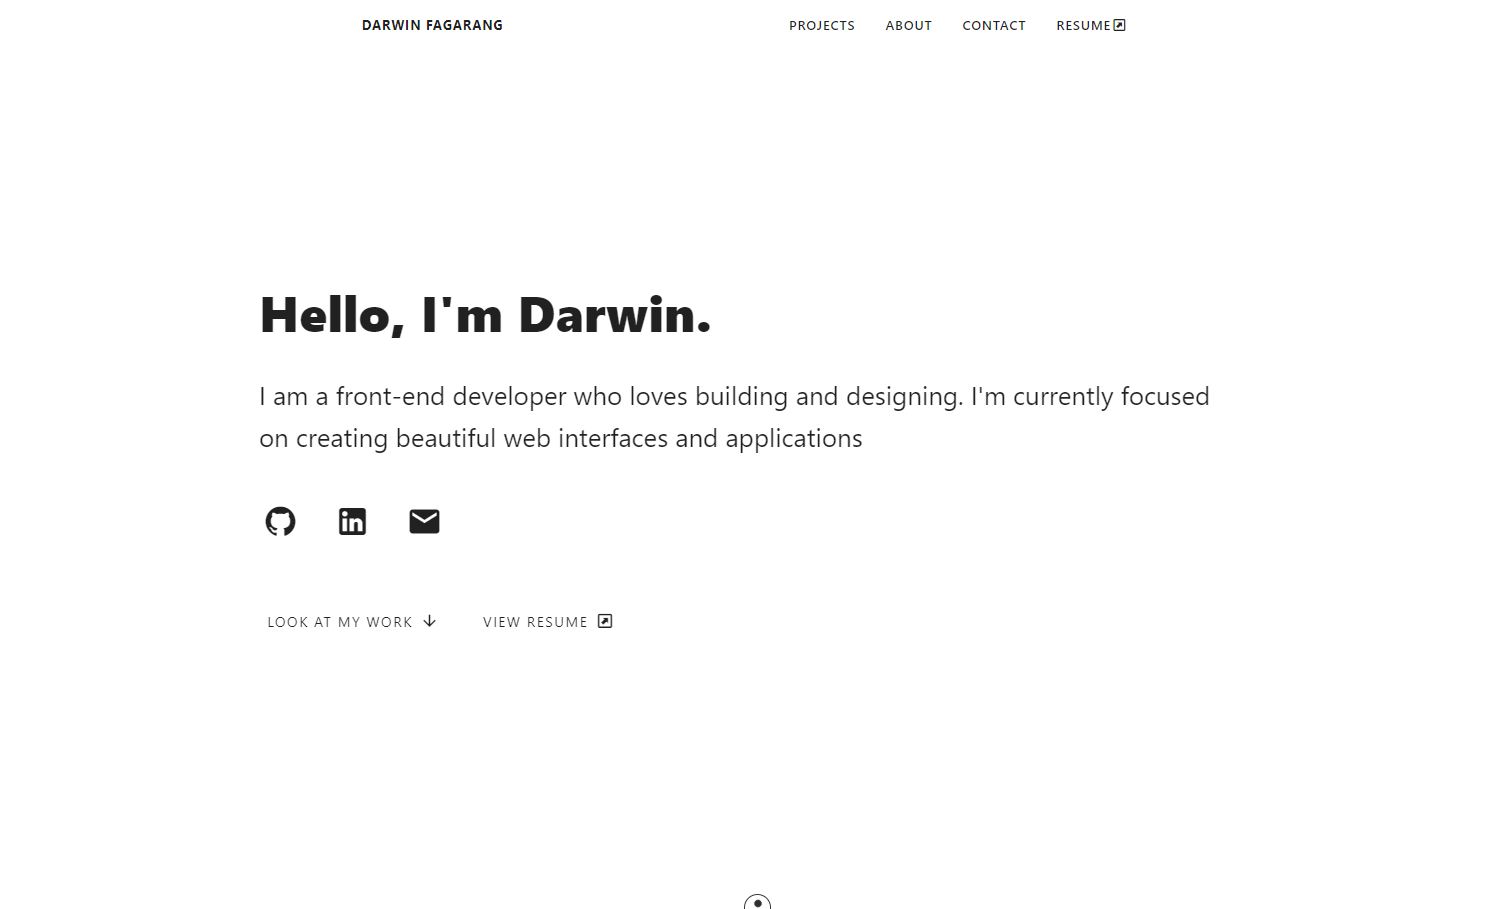 DARWIN FAGARANG
PROJECTS ABOUT CONTACT RESUME
Hello, I'm Darwin.
I am a front-end developer who loves building and designing. I'm currently focused
on creating beautiful web interfaces and applications
in
LOOK AT MY WORK VIEW RESUME